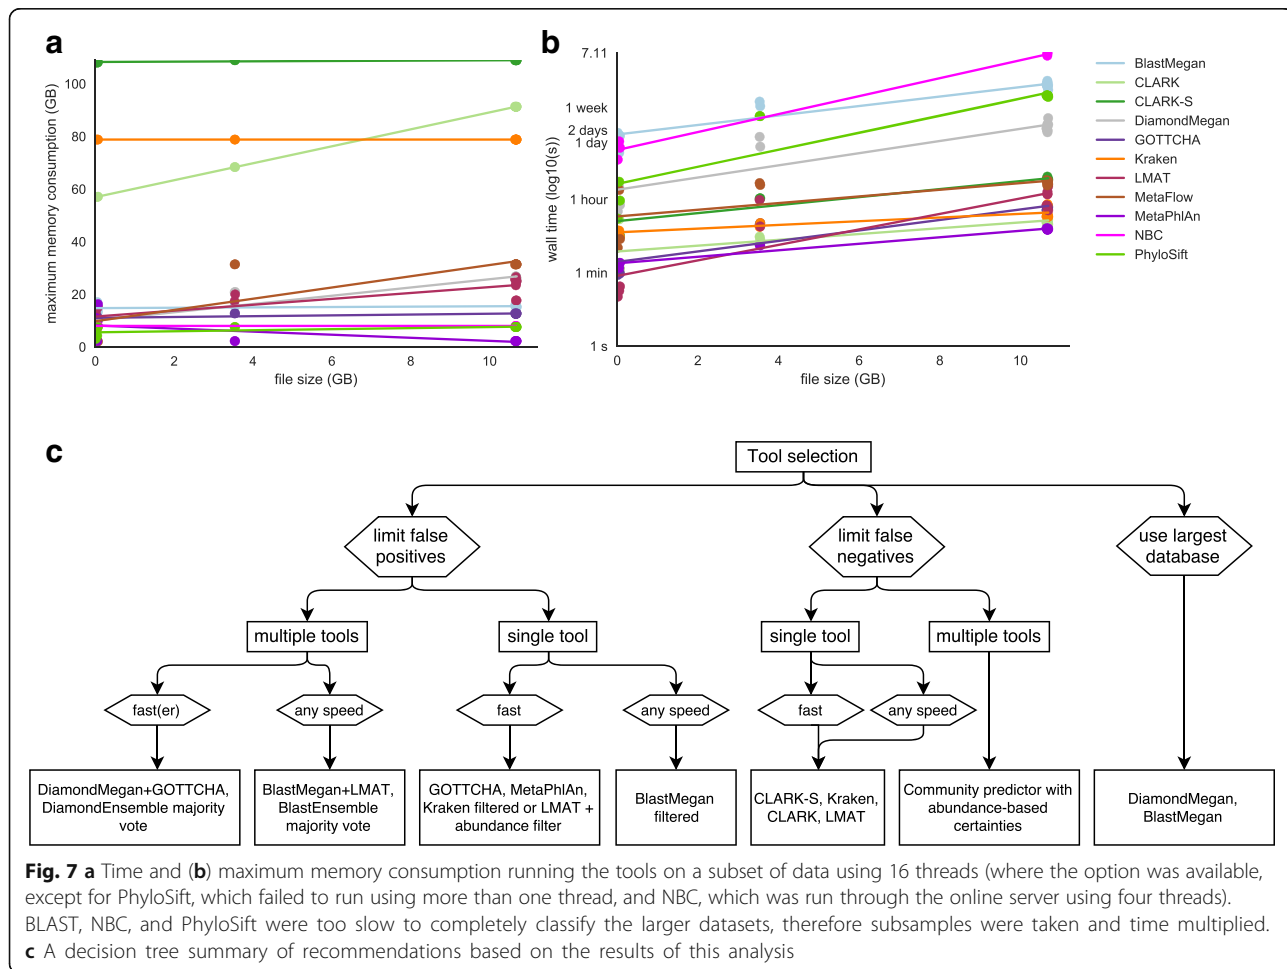 a
maximum memory consumption (GB)
100
80
60
40
20
0
0 2 4 6 8 10
file size (GB)
b
wall time (log10(s))
7.11
1 week
2 days
1 day
1 hour
1 min
1 s
0 2 4 6 8 10
file size (GB)
BlastMegan
CLARK
CLARK-S
DiamondMegan
GOTTCHA
Kraken
LMAT
MetaFlow
MetaPhlAn
NBC
PhyloSift
c
Tool selection
limit false
positives
limit false
negatives
use largest
database
multiple tools
single tool
single tool
multiple tools
fast(er)
any speed
fast
any speed
fast
any speed
DiamondMegan+GOTTCHA,
DiamondEnsemble majority
vote
BlastMegan+LMAT,
BlastEnsemble
majority vote
GOTTCHA, MetaPhlAn,
Kraken filtered or LMAT +
abundance filter
BlastMegan
filtered
CLARK-S, Kraken,
CLARK, LMAT
Community predictor with
abundance-based
certainties
DiamondMegan,
BlastMegan
Fig. 7 a Time and (b) maximum memory consumption running the tools on a subset of data using 16 threads (where the option was available,
except for PhyloSift, which failed to run using more than one thread, and NBC, which was run through the online server using four threads).
BLAST, NBC, and PhyloSift were too slow to completely classify the larger datasets, therefore subsamples were taken and time multiplied.
c A decision tree summary of recommendations based on the results of this analysis